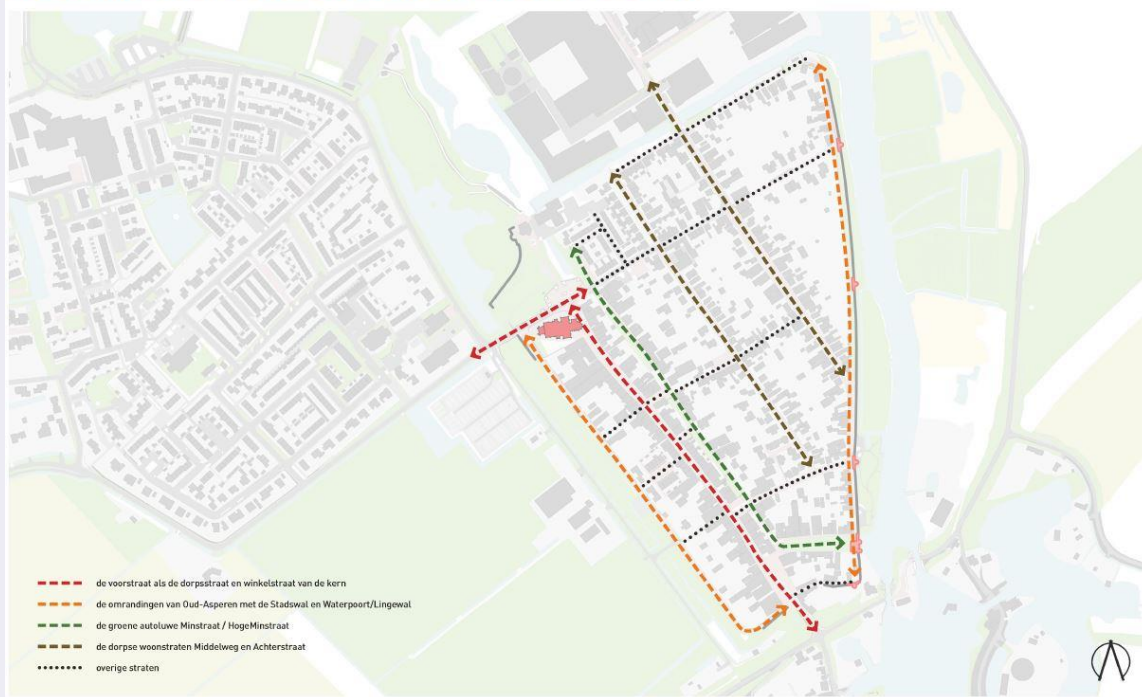 de voorstraat als de dorpsstraat en winkelstraat van de kern
de omrandingen van Oud-Asperen met de Stadswal en Waterpoort/Lingewal
de groene autoluwe Minstraat / HogeMinstraat
de dorpse woonstraten Middelweg en Achterstraat
overige straten